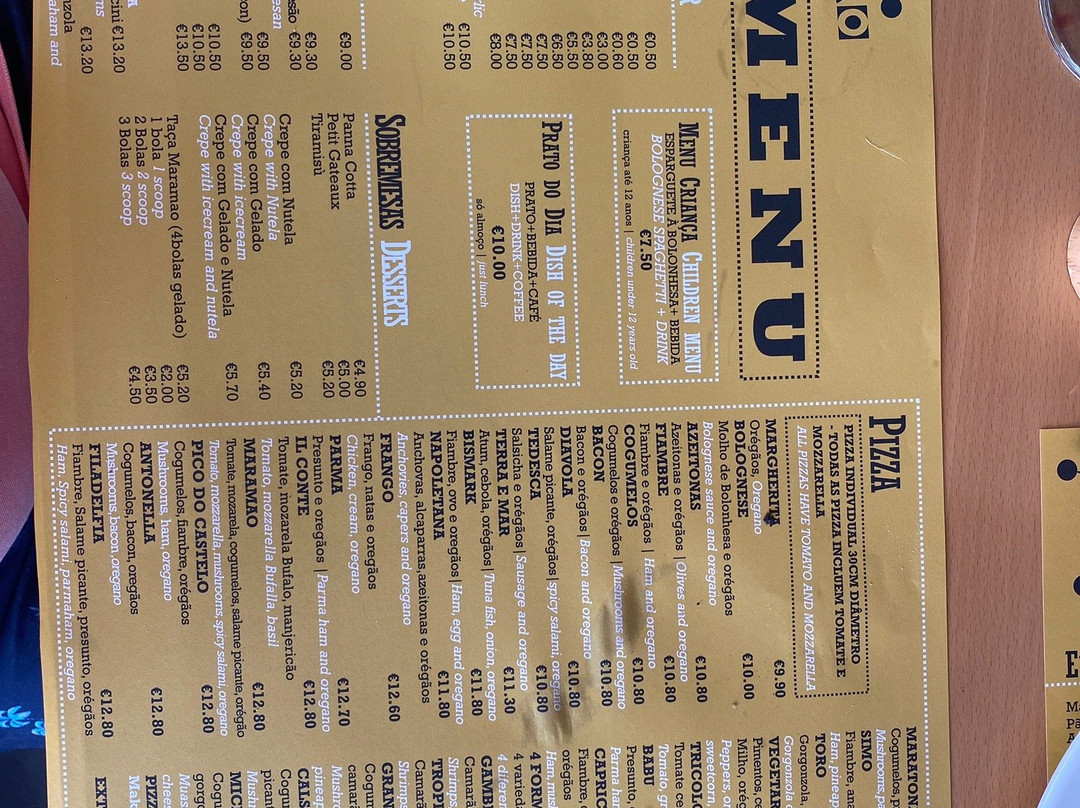 MENU
€0.50
€0.50
€0.60
€3.00
€3.80
€5.50
€6.50
€7.50
€7.50
€7.50
€8.00
€10.50
€10.50
€9.00
€9.30
€9.30
€9.50
€9.50
€10.50
€10.50
€13.50
€13.20
€13.20
MENU CRIANÇA CHILDREN MENU
ESPARGUETE À BOLONHESA+ BEBIDA
BOLOGNESE SPAGHETTI + DRINK
€7.50
criança até 12 anos | children under 12 years old
PRATO DO DIA DISH OF THE DAY
PRATO+BEBIDA+CAFÉ
DISH+DRINK+COFFEE
€10.00
só almoço | just lunch
SOBREMESAS DESSERTS
Panna Cotta €4.90
Petit Gateaux €5.00
Tiramisù €5.20
Crepe com Nutela €5.20
Crepe with Nutela
Crepe com Gelado €5.40
Crepe with icecream
Crepe com Gelado e Nutela €5.70
Crepe with icecream and nutela
Taça Maramao (4bolas gelado) €5.20
1 bola 1 scoop €2.00
2 Bolas 2 scoop €3.50
3 Bolas 3 scoop €4.50
PIZZA
PIZZA INDIVIDUAL 30CM DIÂMETRO
- TODAS AS PIZZA INCLUEM TOMATE E
MOZZARELLA
ALL PIZZAS HAVE TOMATO AND MOZZARELLA
MARGHERITA €9.90
Orégãos, Oregano
BOLOGNESE €10.00
Molho de Bolonhesa e orégãos
Bolognese sauce and oregano
AZEITONAS €10.80
Azeitonas e orégãos |Olives and oregano
FIAMBRE €10.80
Fiambre e orégãos | Ham and oregano
COGUMELOS €10.80
Cogumelos e orégãos | Mushrooms and oregano
BACON €10.80
Bacon e orégãos| Bacon and oregano
DIAVOLA €10.80
Salame picante, orégãos|spicy salami, oregano
TEDESCA €10.80
Salsicha e orégãos|Sausage and oregano
TERRA E MAR €11.30
Atum, cebola, orégãos|Tuna fish, onion, oregano
BISMARK €11.80
Fiambre, ovo e orégãos|Ham, egg and oregano
NAPOLETANA €11.80
Anchovas, alcaparras,azeitonas e orégãos
Anchovies, capers and oregano
FRANGO €12.60
Frango, natas e orégãos
Chicken, cream, oregano
PARMA €12.70
Presunto e orégãos |Parma ham and oregano
IL CONTE €12.80
Tomate, mozarela Bufalo, manjericão
Tomato, mozzarella Bufalla, basil
MARAMAO €12.80
Tomate, mozarela, cogumelos, salame picante, orégão
Tomato, mozzarella, mushrooms,spicy salami, oregano
PICO DO CASTELO €12.80
Cogumelos, fiambre, orégãos
Mushrooms, ham, oregano
ANTONELLA €12.80
Cogumelos, bacon, orégãos
Mushrooms, bacon, oregano
FILADELFIA €12.80
Fiambre, Salame picante, presunto, orégãos
Ham, Spicy salami, parmaham, oregano
SIMO
TORO
Gorgonzola,
BABU
Presunto,